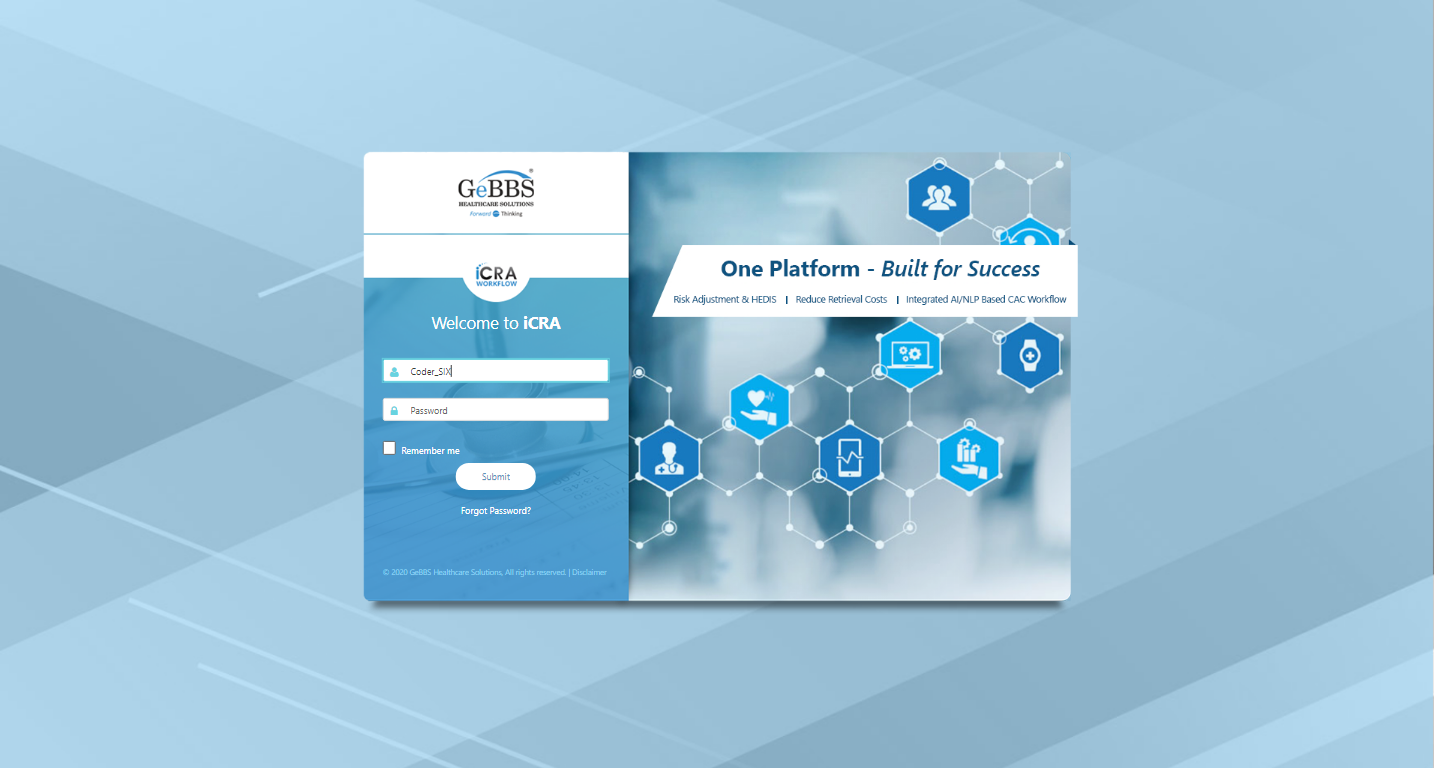 GeBBS®
HEALTHCARE SOLUTIONS
Forward Thinking
iCRA
WORKFLOW
Welcome to iCRA
Coder_SIX
Password
Remember me
Submit
Forgot Password?
© 2020 GeBBS Healthcare Solutions, All rights reserved. | Disclaimer
One Platform - Built for Success
Risk Adjustment & HEDIS | Reduce Retrieval Costs | Integrated AI/NLP Based CAC Workflow